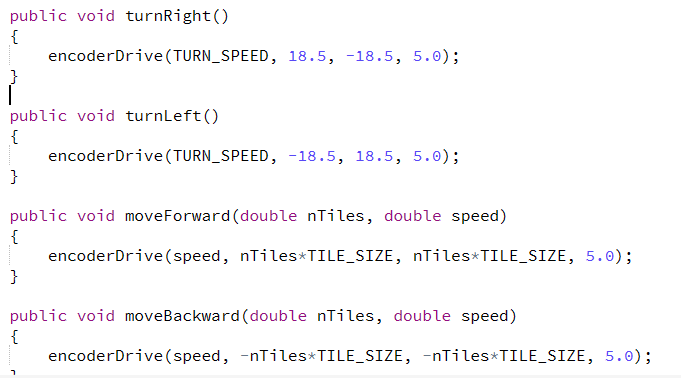 public void turnRight()
{
    encoderDrive(TURN_SPEED, 18.5, -18.5, 5.0);
}

public void turnLeft()
{
    encoderDrive(TURN_SPEED, -18.5, 18.5, 5.0);
}

public void moveForward(double nTiles, double speed)
{
    encoderDrive(speed, nTiles*TILE_SIZE, nTiles*TILE_SIZE, 5.0);
}

public void moveBackward(double nTiles, double speed)
{
    encoderDrive(speed, -nTiles*TILE_SIZE, -nTiles*TILE_SIZE, 5.0);
}